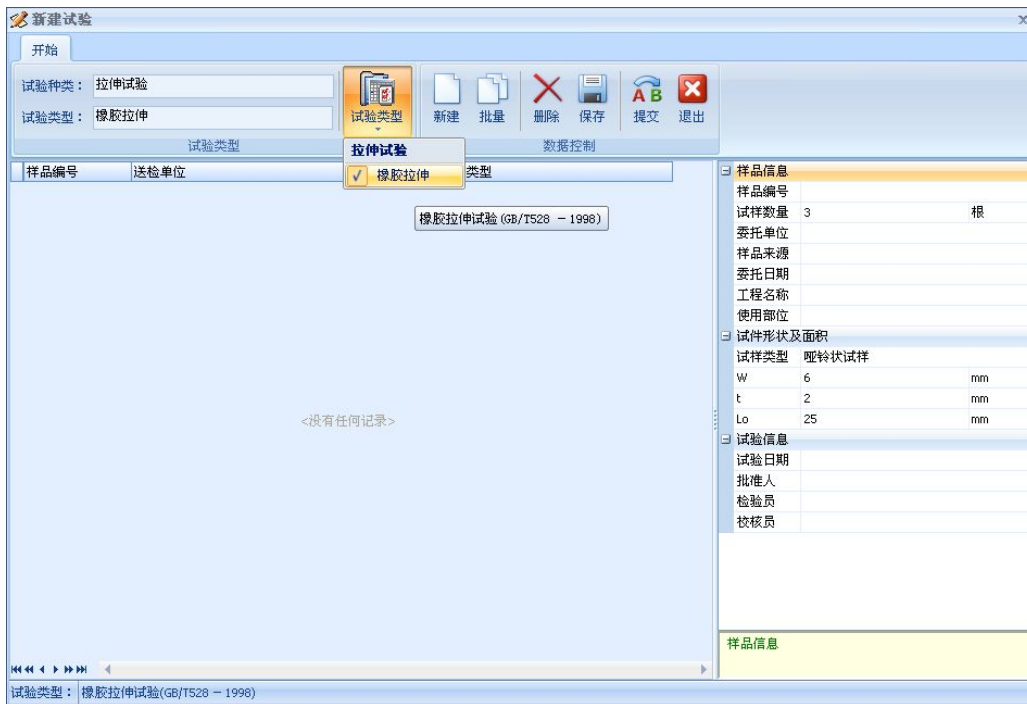 新建试验
开始
试验种类： 拉伸试验
试验类型： 橡胶拉伸
试验类型
试验类型
新建 批量 删除 保存 提交 退出
数据控制
拉伸试验
橡胶拉伸
橡胶拉伸试验(GB/T528 - 1998)
样品编号 送检单位 类型
<没有任何记录>
样品信息
样品编号
试样数量 3 根
委托单位
样品来源
委托日期
工程名称
使用部位
试件形状及面积
试样类型 哑铃状试样
W 6 mm
t 2 mm
Lo 25 mm
试验信息
试验日期
批准人
检验员
校核员
样品信息
试验类型： 橡胶拉伸试验(GB/T528 - 1998)